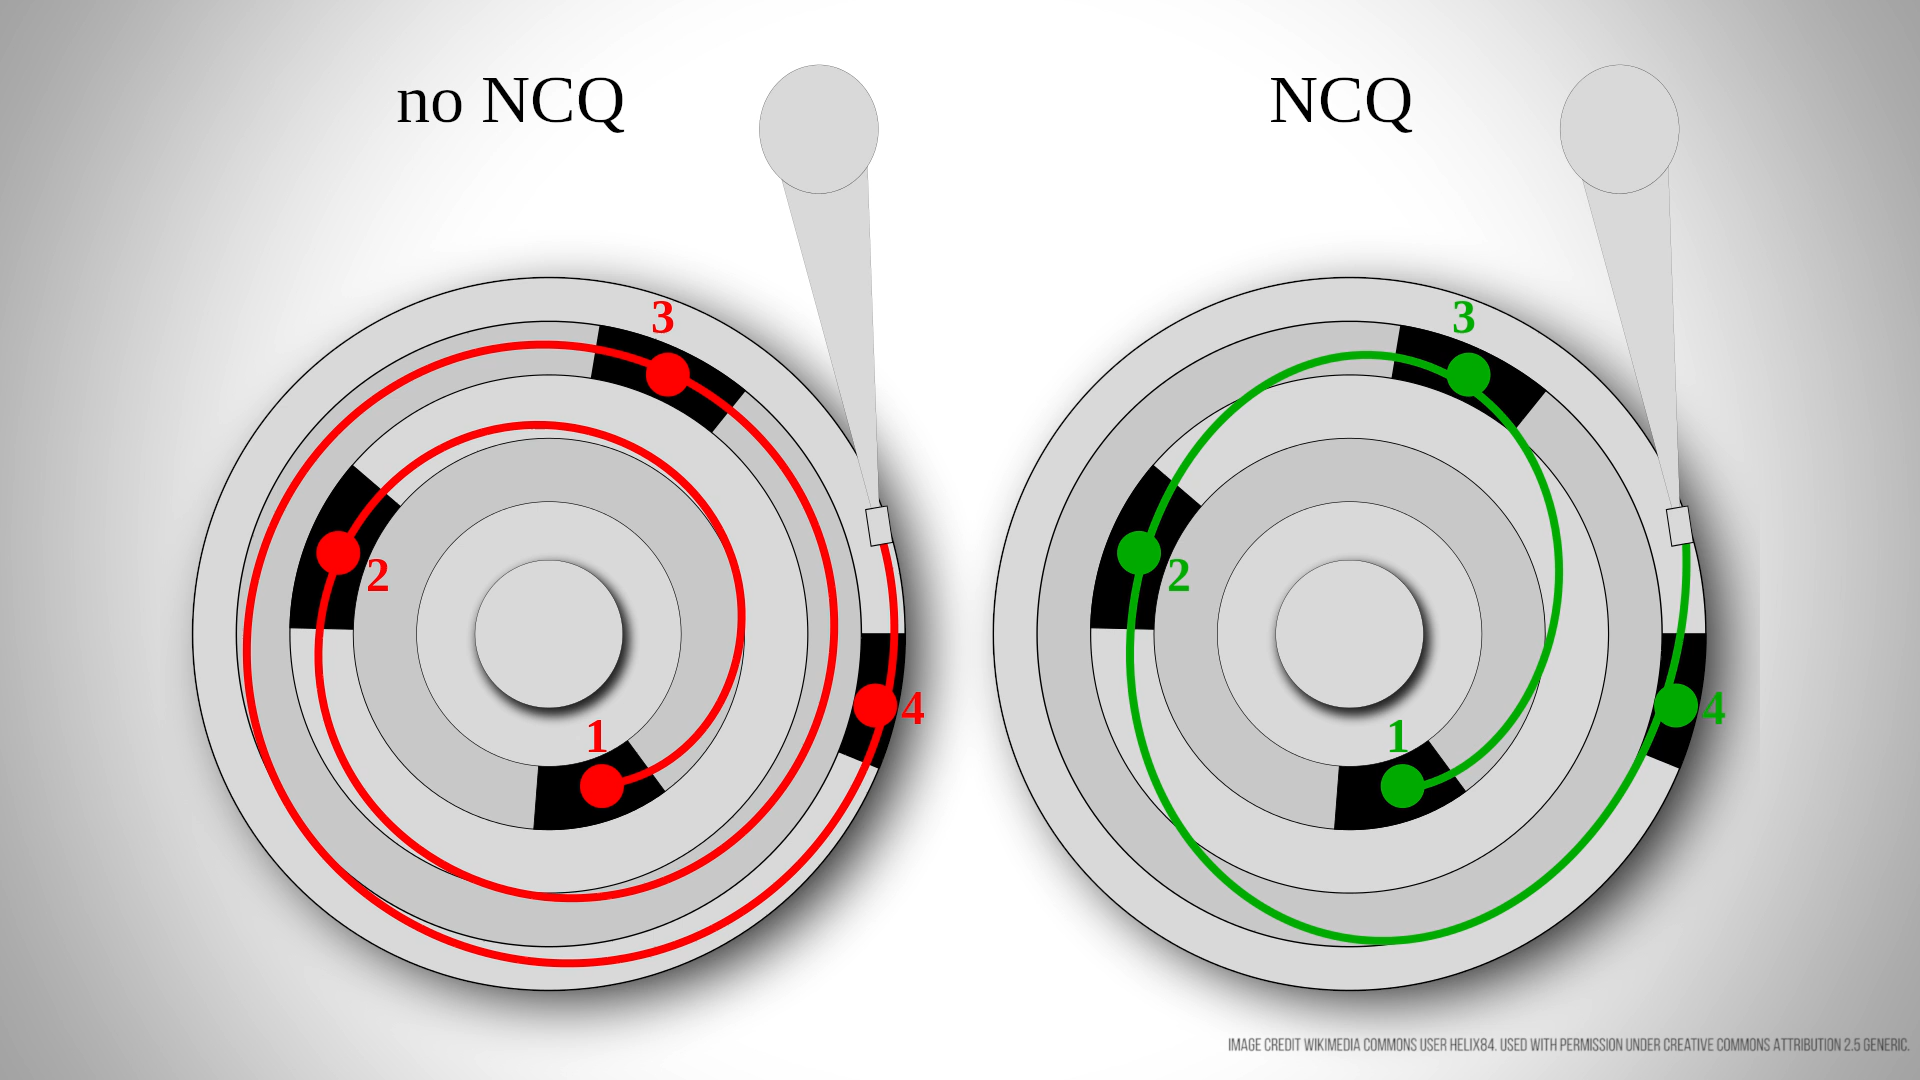 no NCQ
NCQ
3
2
1
4
3
2
1
4
IMAGE CREDIT WIKIMEDIA COMMONS USER HELIX84. USED WITH PERMISSION UNDER CREATIVE COMMONS ATTRIBUTION 2.5 GENERIC.